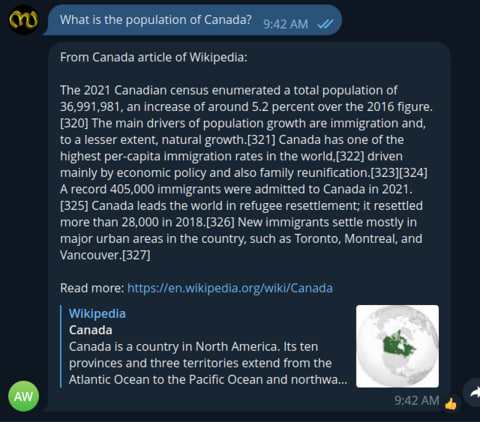 What is the population of Canada? 9:42 AM
From Canada article of Wikipedia:
The 2021 Canadian census enumerated a total population of
36,991,981, an increase of around 5.2 percent over the 2016 figure.
[320] The main drivers of population growth are immigration and,
to a lesser extent, natural growth.[321] Canada has one of the
highest per-capita immigration rates in the world,[322] driven
mainly by economic policy and also family reunification.[323][324]
A record 405,000 immigrants were admitted to Canada in 2021.
[325] Canada leads the world in refugee resettlement; it resettled
more than 28,000 in 2018.[326] New immigrants settle mostly in
major urban areas in the country, such as Toronto, Montreal, and
Vancouver.[327]
Read more: https://en.wikipedia.org/wiki/Canada
Wikipedia
Canada
Canada is a country in North America. Its ten
provinces and three territories extend from the
Atlantic Ocean to the Pacific Ocean and northwa...
AW
9:42 AM